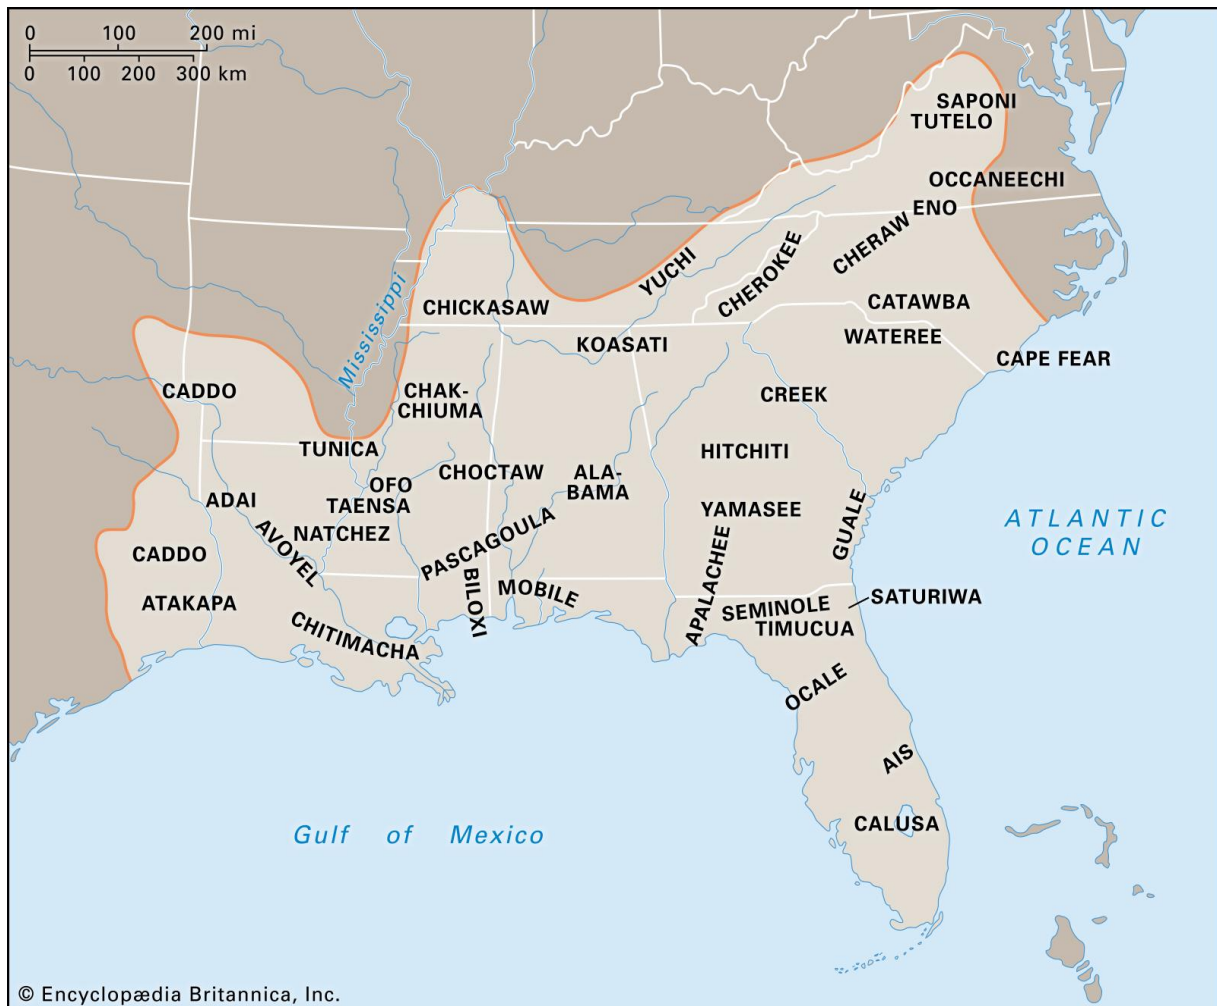 0 100 200 mi
0 100 200 300 km
SAPONI
TUTELO
OCCANEECHI
ENO
CHERAW
CHEROKEE
YUCHI
Mississippi
CHICKASAW
CATAWBA
WATEREE
KOASATI
CAPE FEAR
CADDO
CHAK-
CHIUMA
CREEK
TUNICA
HITCHITI
CHOCTAW
ALA-
BAMA
OFO
TAENSA
ADAI
YAMASEE
GUALE
NATCHEZ
AVOYEL
PASCAGOULA
CADDO
APALACHEE
ATLANTIC
OCEAN
BILOXI
MOBILE
ATAKAPA
SEMINOLE
SATURIWA
TIMUCUA
CHITIMACHA
OCALE
AIS
CALUSA
Gulf of Mexico
© Encyclopædia Britannica, Inc.